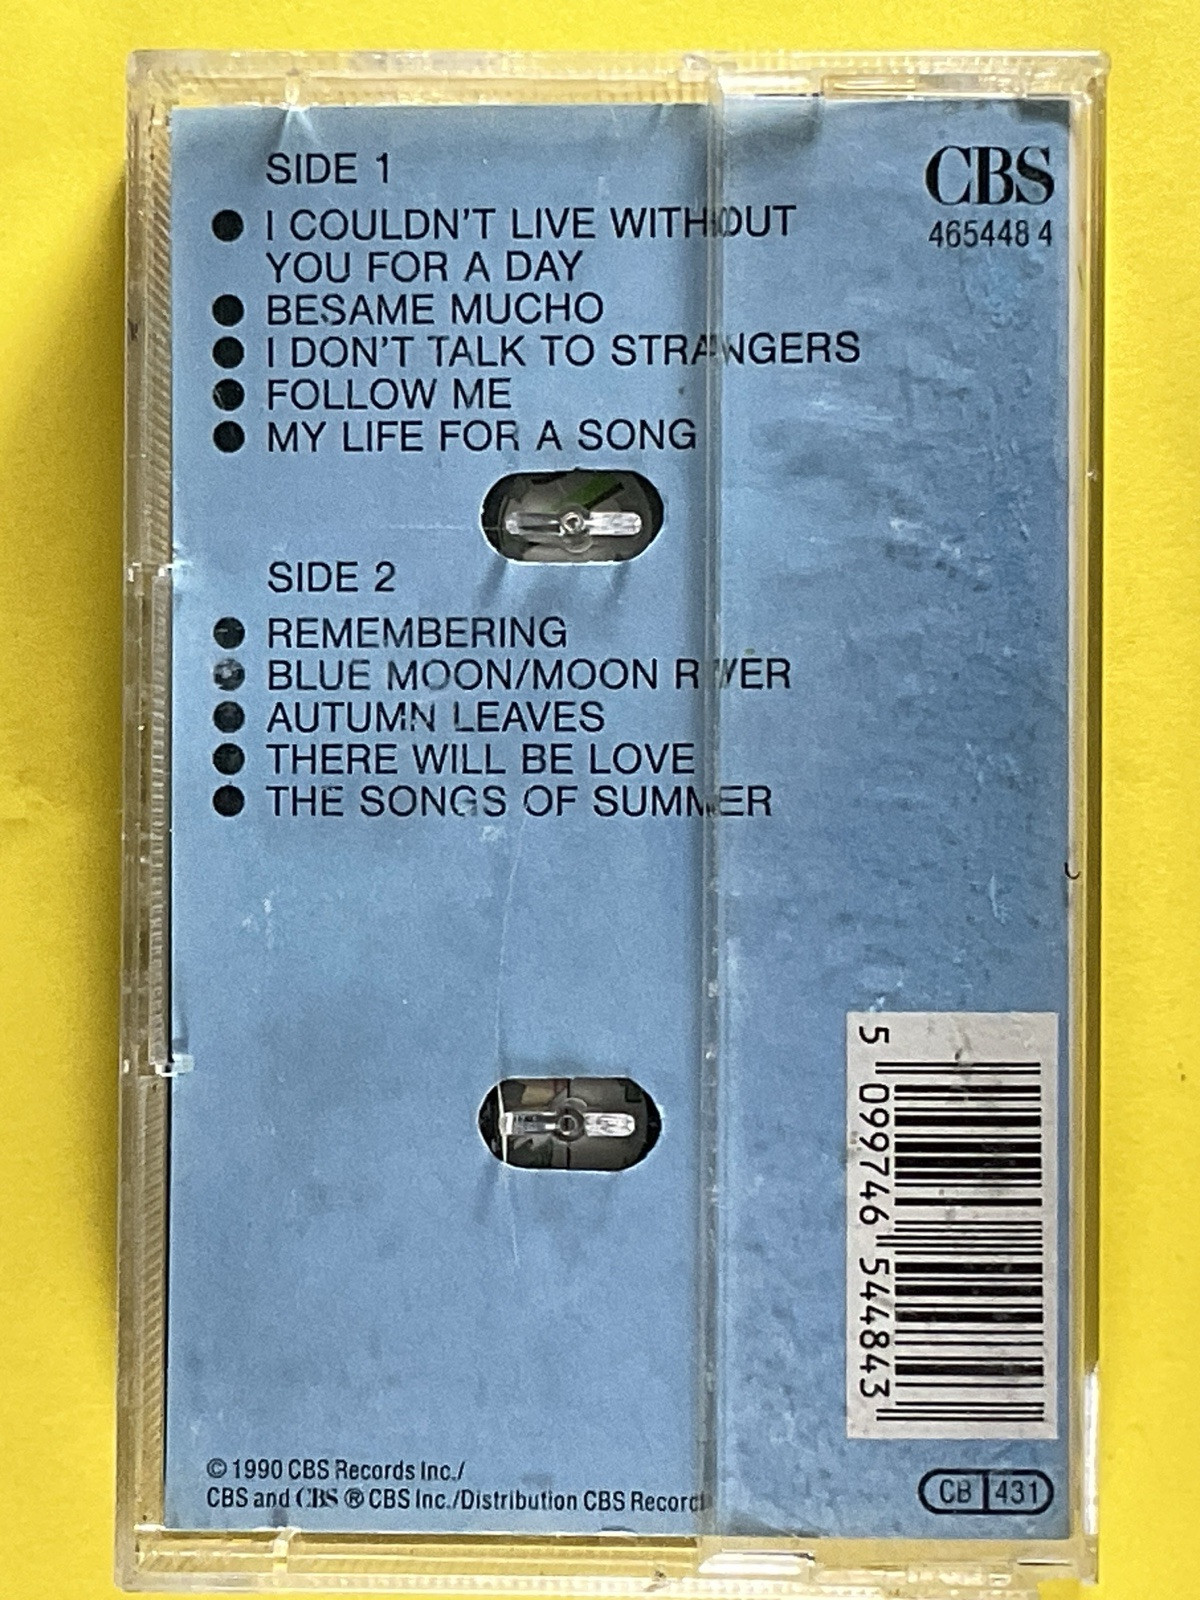 CBS
465448 4
SIDE 1
● I COULDN'T LIVE WITHOUT
YOU FOR A DAY
● BESAME MUCHO
● I DON'T TALK TO STRANGERS
● FOLLOW ME
● MY LIFE FOR A SONG
SIDE 2
● REMEMBERING
● BLUE MOON/MOON RIVER
● AUTUMN LEAVES
● THERE WILL BE LOVE
● THE SONGS OF SUMMER
5 099746 544843
© 1990 CBS Records Inc./
CBS and CBS ® CBS Inc./Distribution CBS Record
CB 431